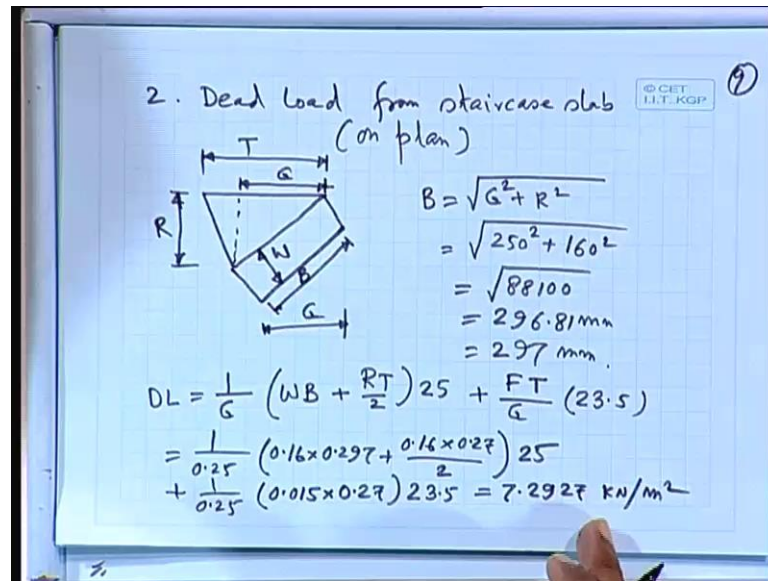 © CET
I.I.T. KGP
9
2. Dead Load from staircase slab
(on plan)
T
G
R
W
B
G
B = √G² + R²
= √250² + 160²
= √88100
= 296.81 mm
= 297 mm.
DL = 1/G (WB + RT/2) 25 + FT/G (23.5)
= 1/0.25 (0.16×0.297 + 0.16×0.27/2) 25
+ 1/0.25 (0.015×0.27) 23.5 = 7.2927 KN/m²